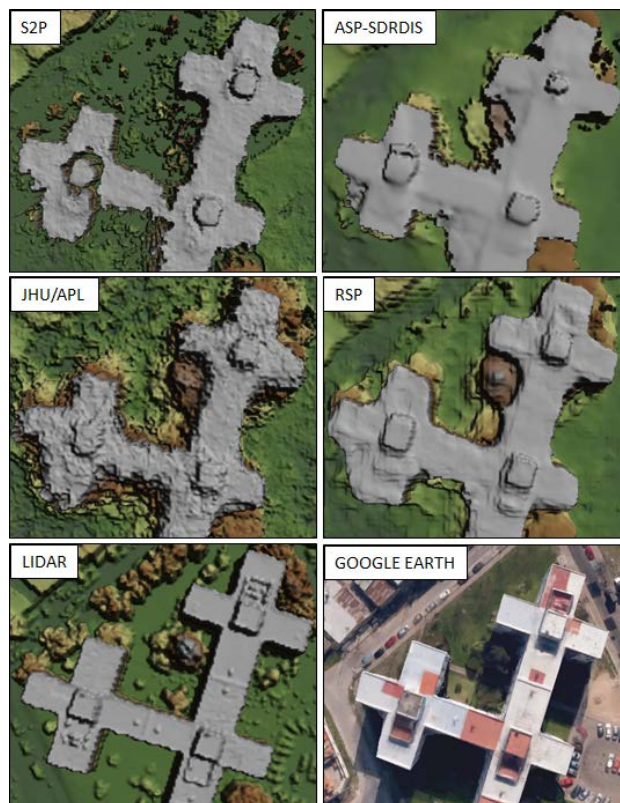 S2P
ASP-SDRDIS
JHU/APL
RSP
LIDAR
GOOGLE EARTH